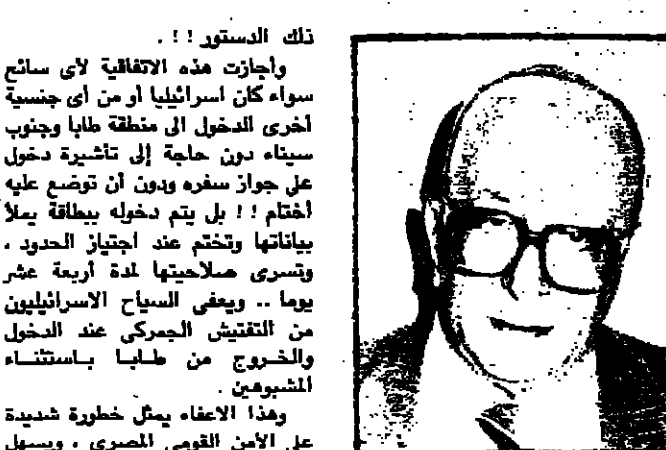 ذلك الدستور ! ! .
وأجازت هذه الاتفاقية لأى سائح
سواء كان اسرائيليا أو من أى جنسية
أخرى الدخول الى منطقة طابا وجنوب
سيناء دون حاجة إلى تأشيرة دخول
على جواز سفره ودون أن توضع عليه
أختام ! ! بل يتم دخوله ببطاقة يملأ
بياناتها وتختم عند اجتياز الحدود .
وتسرى صلاحيتها لمدة أربعة عشر
يوما .. ويعفى السياح الاسرائيليون
من التفتيش الجمركى عند الدخول
والخروج من طابا باستثناء
المشبوهين .
وهذا الاعفاء يمثل خطورة شديدة
على الأمن القومى المصرى ، ويسهل